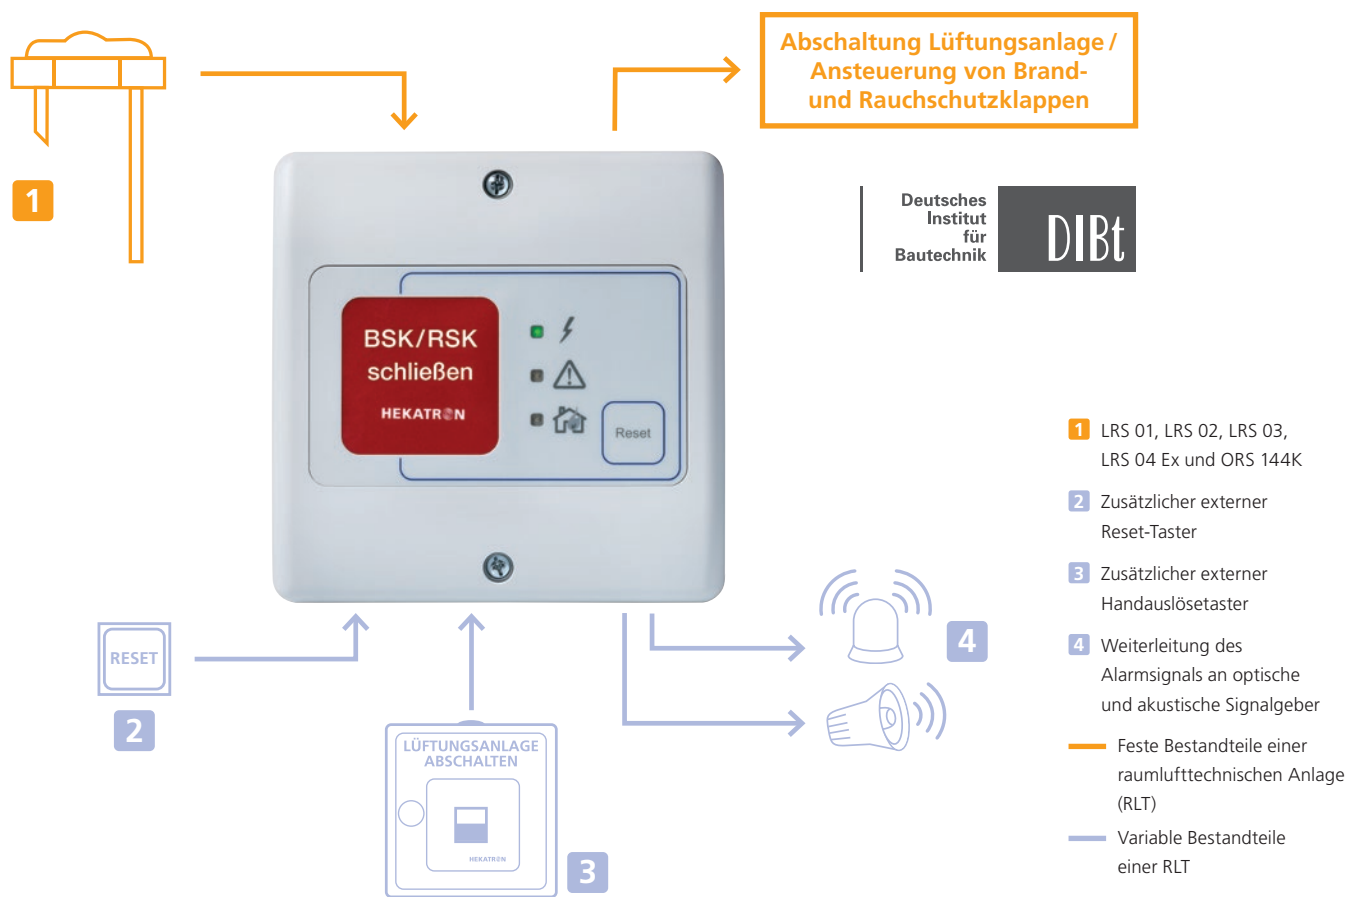 Abschaltung Lüftungsanlage /
Ansteuerung von Brand-
und Rauchschutzklappen
1
Deutsches
Institut
für
Bautechnik
DIBt
BSK/RSK
schließen
HEKATRON
Reset
1 LRS 01, LRS 02, LRS 03,
LRS 04 Ex und ORS 144K
2 Zusätzlicher externer
Reset-Taster
3 Zusätzlicher externer
Handauslösetaster
4 Weiterleitung des
Alarmsignals an optische
und akustische Signalgeber
Feste Bestandteile einer
raumlufttechnischen Anlage
(RLT)
Variable Bestandteile
einer RLT
RESET
2
4
LÜFTUNGSANLAGE
ABSCHALTEN
HEKATRON
3